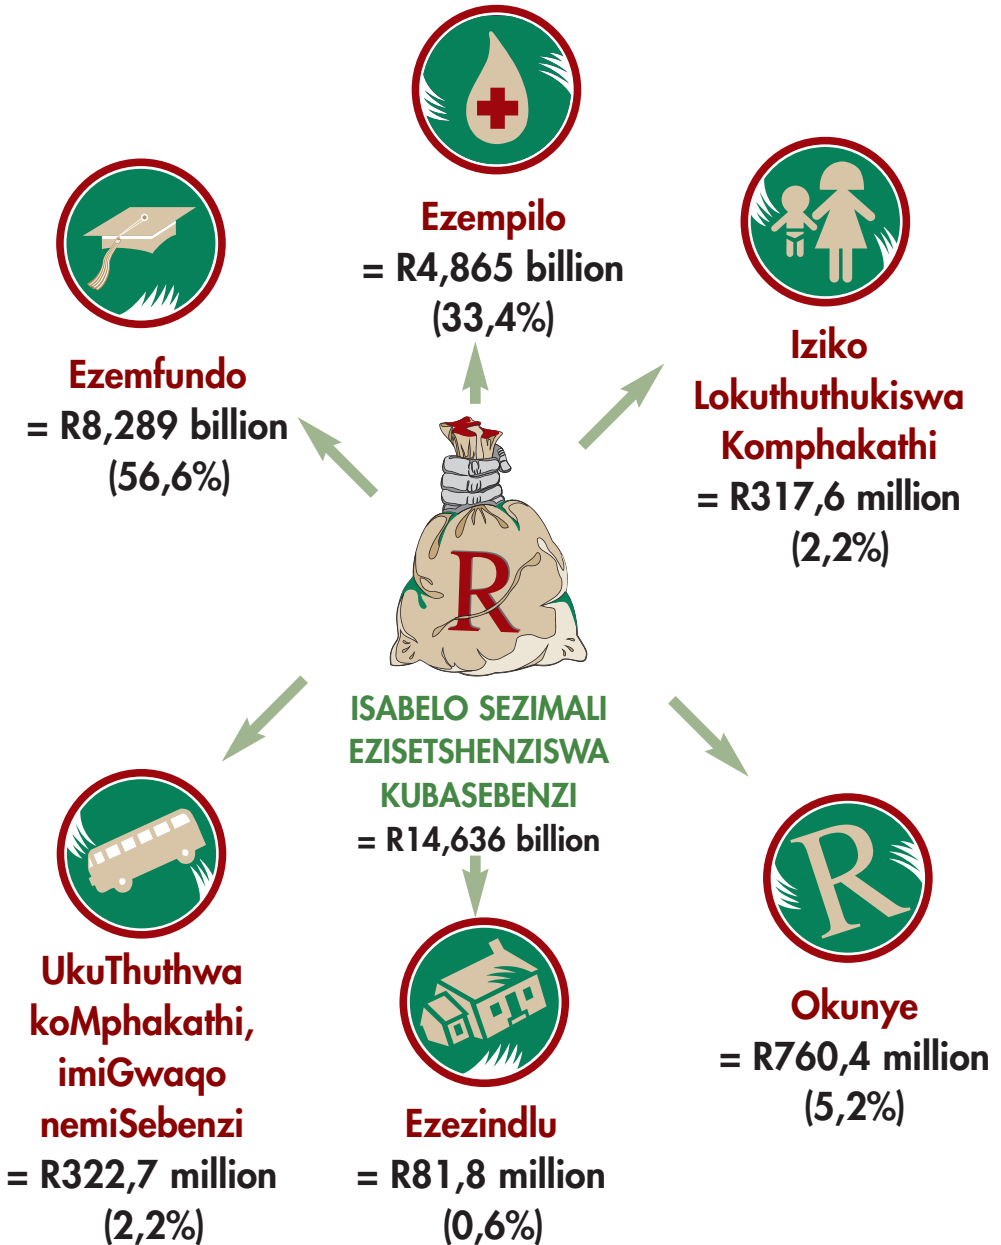 Ezempilo
= R4,865 billion
(33,4%)
Ezemfundo
= R8,289 billion
(56,6%)
Iziko
Lokuthuthukiswa
Komphakathi
= R317,6 million
(2,2%)
R
ISABELO SEZIMALI
EZISETSHENZISWA
KUBASEBENZI
= R14,636 billion
UkuThuthwa
koMphakathi,
imiGwaqo
nemiSebenzi
= R322,7 million
(2,2%)
Ezezindlu
= R81,8 million
(0,6%)
R
Okunye
= R760,4 million
(5,2%)